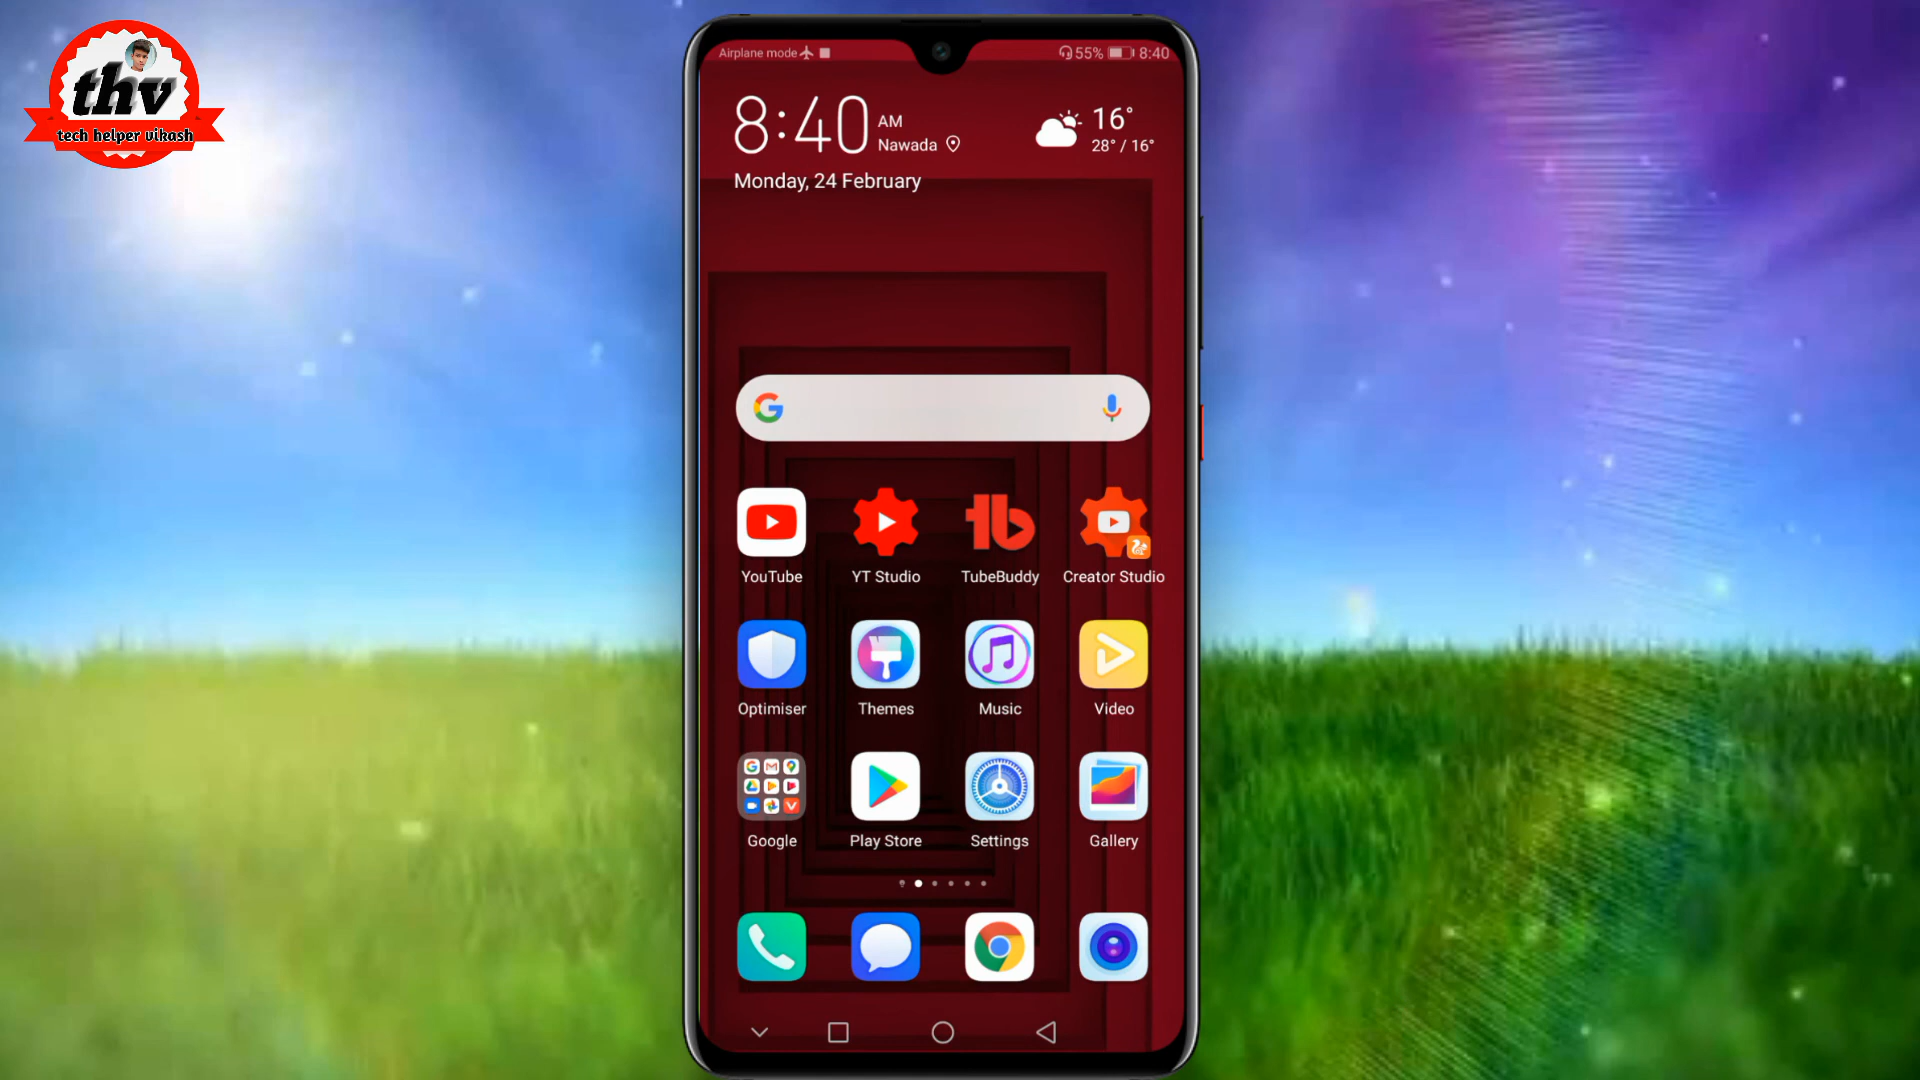 thv
tech helper vikash
Airplane mode 55% 8:40
8:40 AM
Nawada
16°
28° / 16°
Monday, 24 February
YouTube YT Studio TubeBuddy Creator Studio
Optimiser Themes Music Video
Google Play Store Settings Gallery